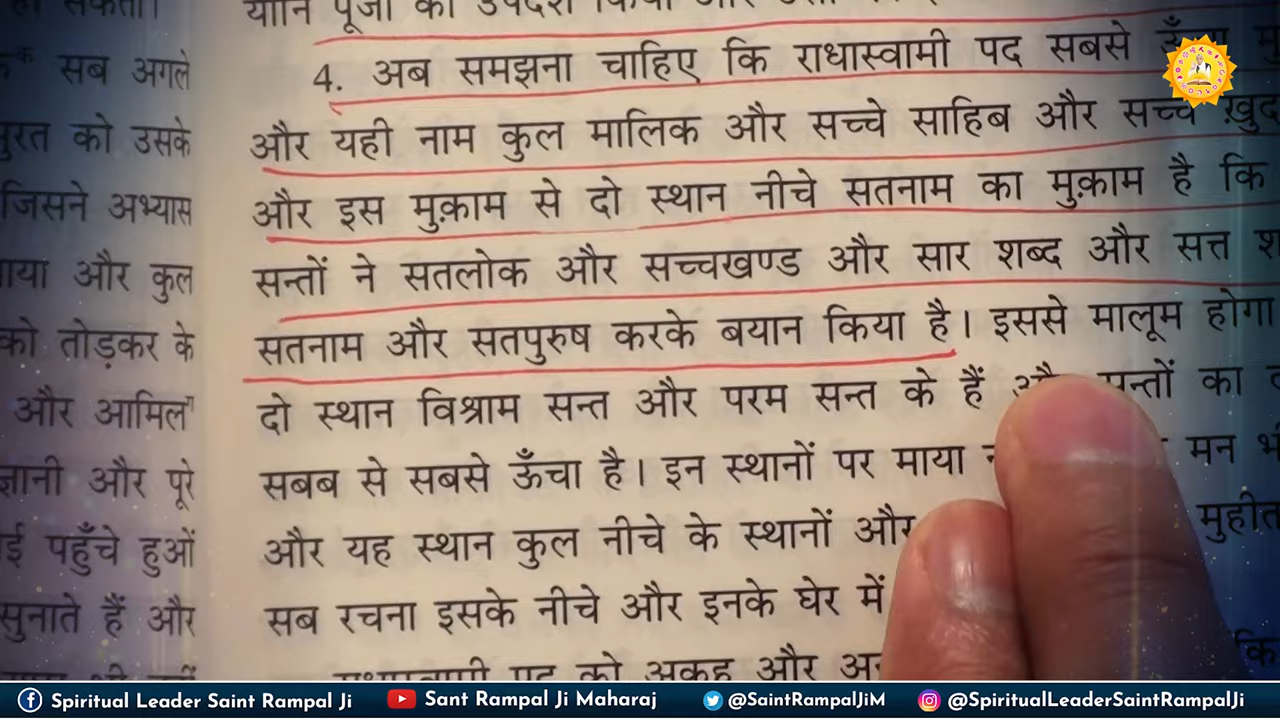 सब अगले
सुरत को उसके
जिसने अभ्यास
और कुल
को तोड़कर के
और आमिल¹
और पूरे
पहुँचे हुओं
सुनाते हैं और
4. अब समझना चाहिए कि राधास्वामी पद सबसे
और यही नाम कुल मालिक और सच्चे साहिब और सच्चे
और इस मुक़ाम से दो स्थान नीचे सतनाम का मुक़ाम है कि
सन्तों ने सतलोक और सच्चखण्ड और सार शब्द और सत्त
सतनाम और सतपुरुष करके बयान किया है। इससे मालूम होगा
दो स्थान विश्राम सन्त और परम सन्त के हैं सन्तों का
सबब से सबसे ऊँचा है। इन स्थानों पर माया मन
और यह स्थान कुल नीचे के स्थानों और
सब रचना इसके नीचे और इनके घेर में
Spiritual Leader Saint Rampal Ji
Sant Rampal Ji Maharaj
@SaintRampalJiM
@SpiritualLeaderSaintRampalJi